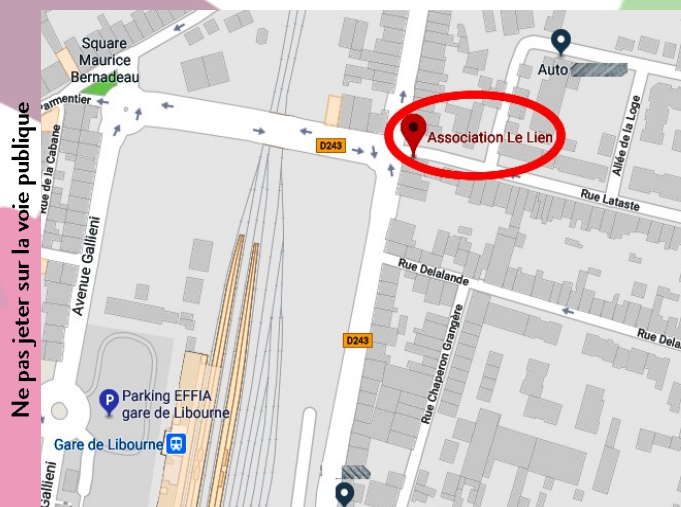 Ne pas jeter sur la voie publique
Square
Maurice
Bernadeau
Parmentier
Rue de la Cabane
Avenue Gallieni
D243
Association Le Lien
Auto
Allée de la Loge
Rue Lataste
Rue Delalande
Rue Dela
D243
Rue Chaperon Grangère
Parking EFFIA
gare de Libourne
Gare de Libourne
Gallieni